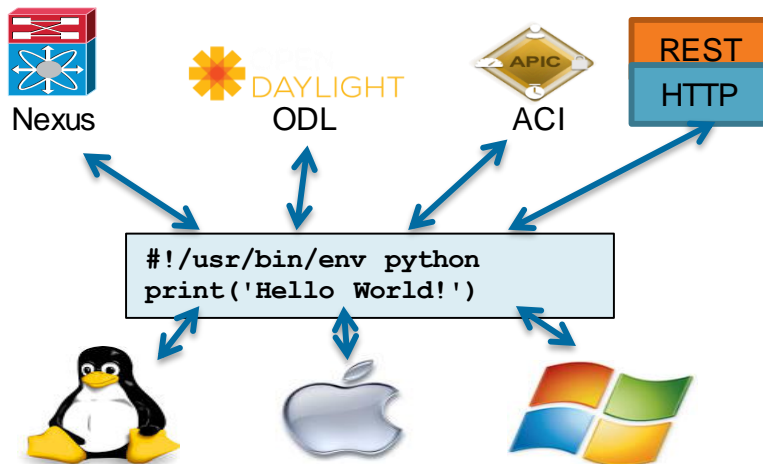 APIC
REST
DAYLIGHT
HTTP
Nexus
ODL
ACI
#!/usr/bin/env python
print('Hello World!')